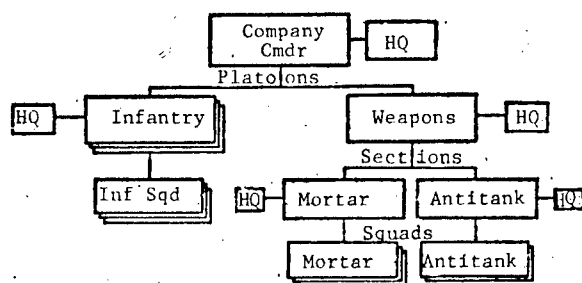 Company
Cmdr
HQ
Platoons
HQ
Infantry
Weapons
HQ
Sections
Inf Sqd
HQ
Mortar
Antitank
HQ
Squads
Mortar
Antitank